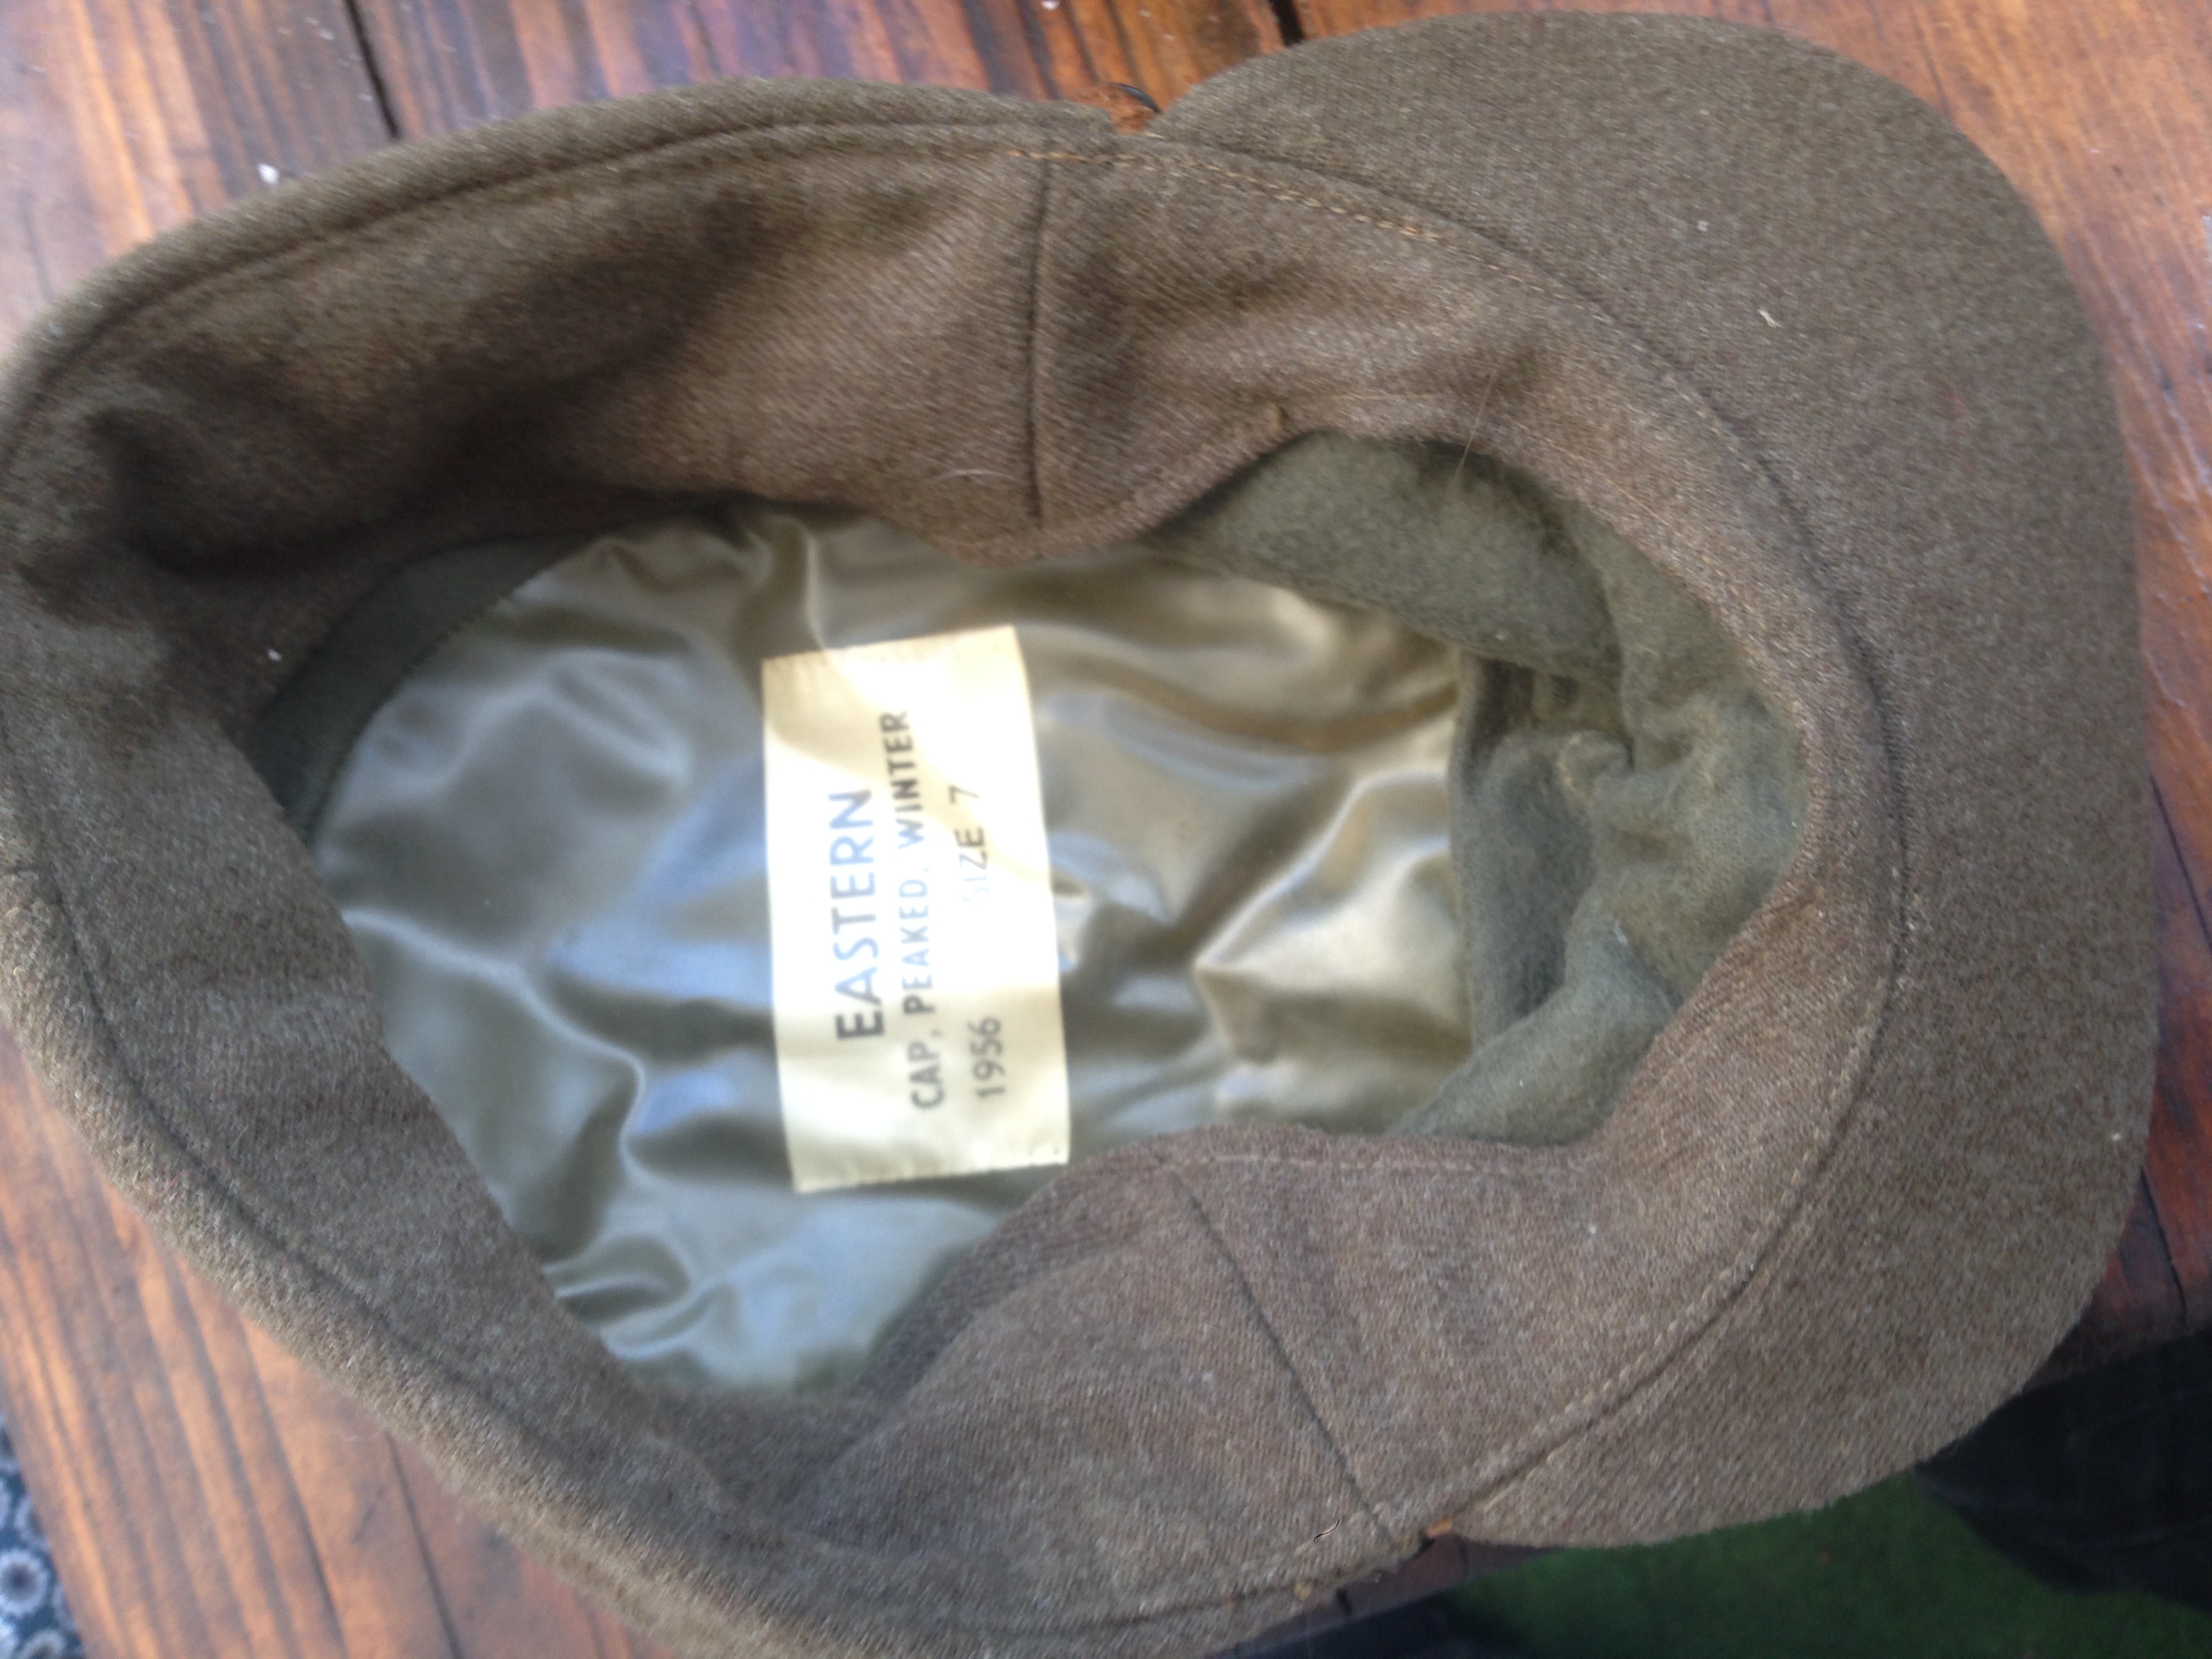 EASTERN
CAP, PEAKED, WINTER
1956 SIZE 7